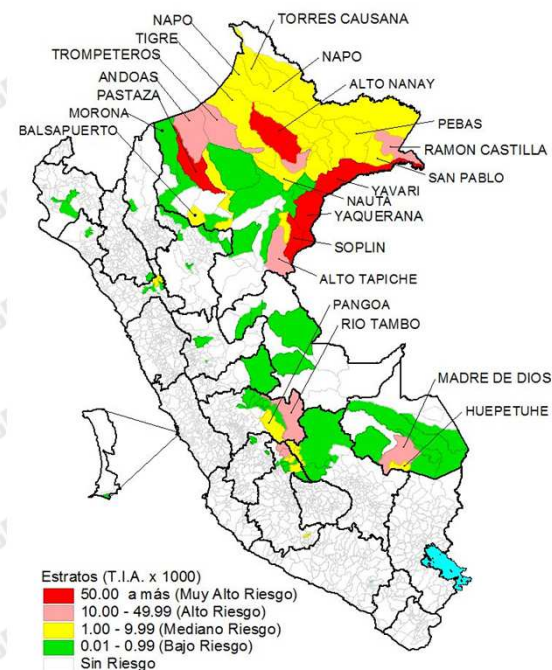 NAPO
TORRES CAUSANA
TIGRE
NAPO
TROMPETEROS
ANDOAS
ALTO NANAY
PASTAZA
MORONA
PEBAS
BALSAPUERTO
RAMON CASTILLA
SAN PABLO
YAVARI
NAUTA
YAQUERANA
SOPLIN
ALTO TAPICHE
PANGOA
RIO TAMBO
MADRE DE DIOS
HUEPETUHE
Estratos (T.I.A. x 1000)
50.00 a más (Muy Alto Riesgo)
10.00 - 49.99 (Alto Riesgo)
1.00 - 9.99 (Mediano Riesgo)
0.01 - 0.99 (Bajo Riesgo)
Sin Riesgo